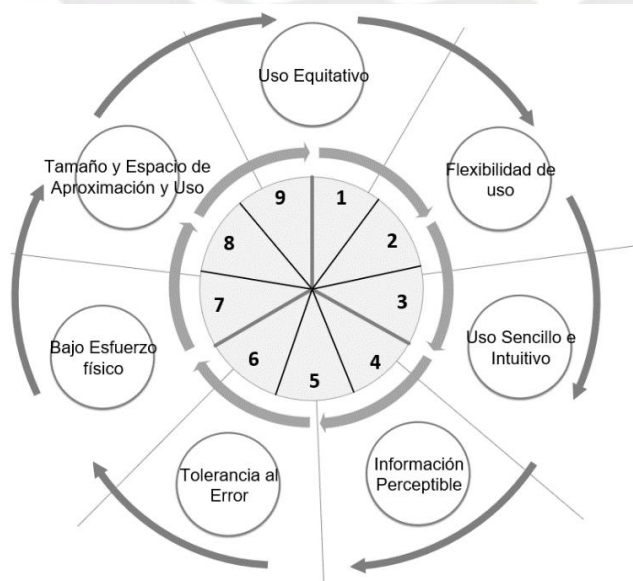 Uso Equitativo
Flexibilidad de
uso
Uso Sencillo e
Intuitivo
Información
Perceptible
Tolerancia al
Error
Bajo Esfuerzo
físico
Tamaño y Espacio de
Aproximación y Uso
1
2
3
4
5
6
7
8
9